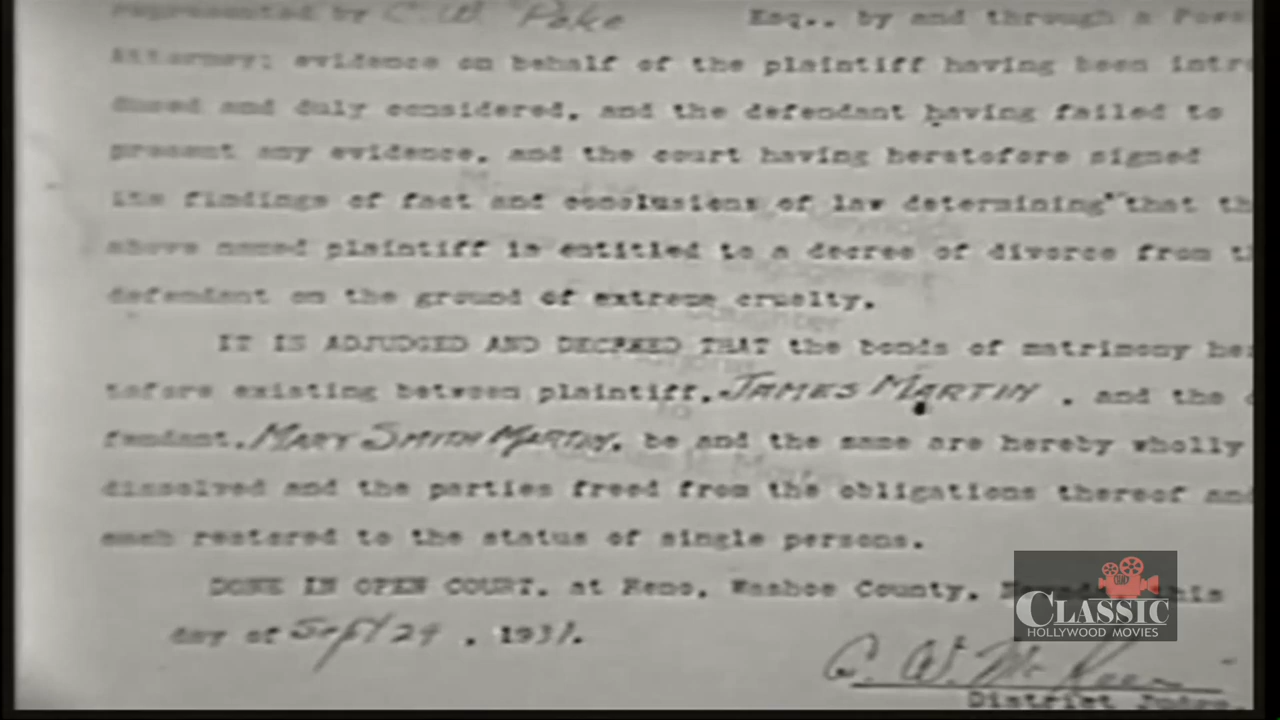 represented by C. W. Pake Esq., by and through a Pow
Attorney; evidence on behalf of the plaintiff having been intro
duced and duly considered, and the defendant having failed to
present any evidence, and the court having heretofore signed
its findings of fact and conclusions of law determining that th
above named plaintiff is entitled to a decree of divorce from t
defendant on the ground of extreme cruelty.
IT IS ADJUDGED AND DECREED THAT the bonds of matrimony her
tofore existing between plaintiff, JAMES MARTIN, and the d
fendant, MARY SMITH MARTIN, be and the same are hereby wholly
dissolved and the parties freed from the obligations thereof and
each restored to the status of single persons.
DONE IN OPEN COURT, at Reno, Washoe County, this
day of Sept 24, 1931.
C. W.
District Judge.
CLASSIC
HOLLYWOOD MOVIES